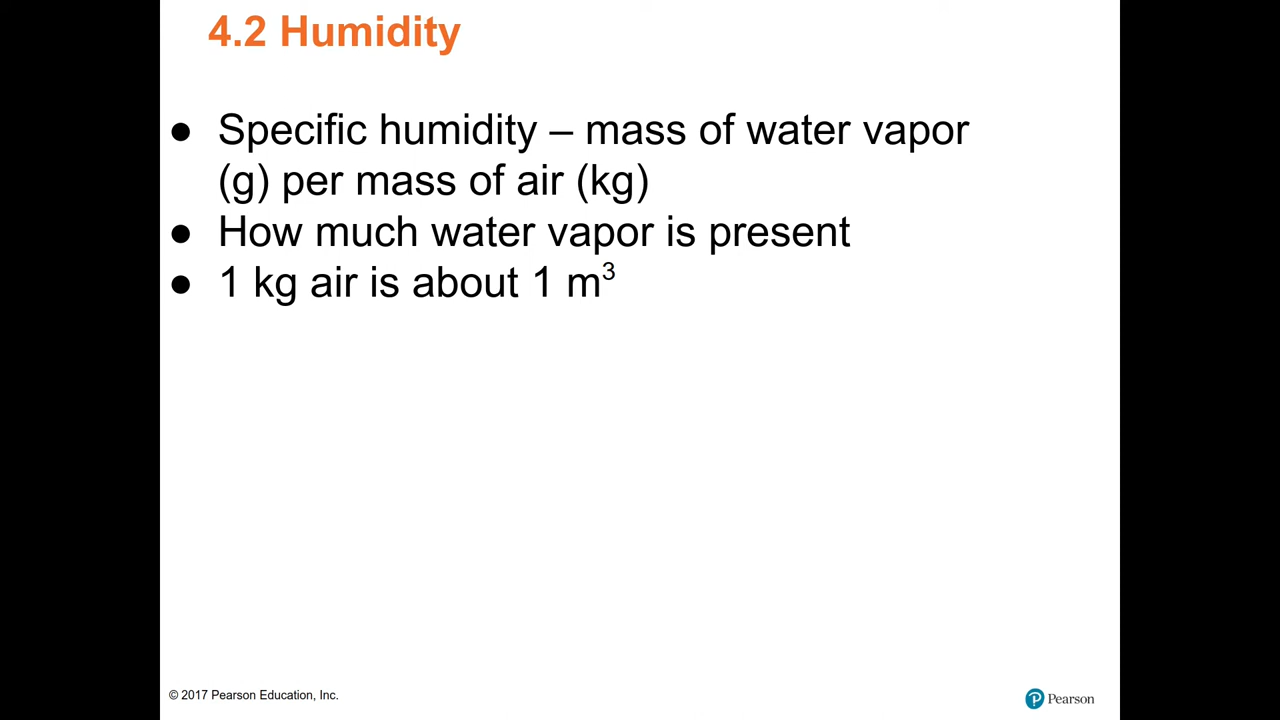 4.2 Humidity
● Specific humidity – mass of water vapor
(g) per mass of air (kg)
● How much water vapor is present
● 1 kg air is about 1 m³
© 2017 Pearson Education, Inc.
P Pearson